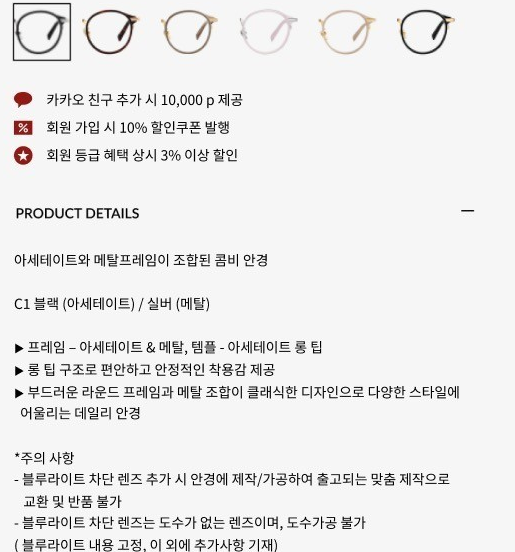 카카오 친구 추가 시 10,000 p 제공
회원 가입 시 10% 할인쿠폰 발행
회원 등급 혜택 상시 3% 이상 할인
PRODUCT DETAILS
아세테이트와 메탈프레임이 조합된 콤비 안경
C1 블랙 (아세테이트) / 실버 (메탈)
▶ 프레임 – 아세테이트 & 메탈, 템플 - 아세테이트 롱 팁
▶ 롱 팁 구조로 편안하고 안정적인 착용감 제공
▶ 부드러운 라운드 프레임과 메탈 조합이 클래식한 디자인으로 다양한 스타일에
어울리는 데일리 안경
*주의 사항
- 블루라이트 차단 렌즈 추가 시 안경에 제작/가공하여 출고되는 맞춤 제작으로
교환 및 반품 불가
- 블루라이트 차단 렌즈는 도수가 없는 렌즈이며, 도수가공 불가
( 블루라이트 내용 고정, 이 외에 추가사항 기재)